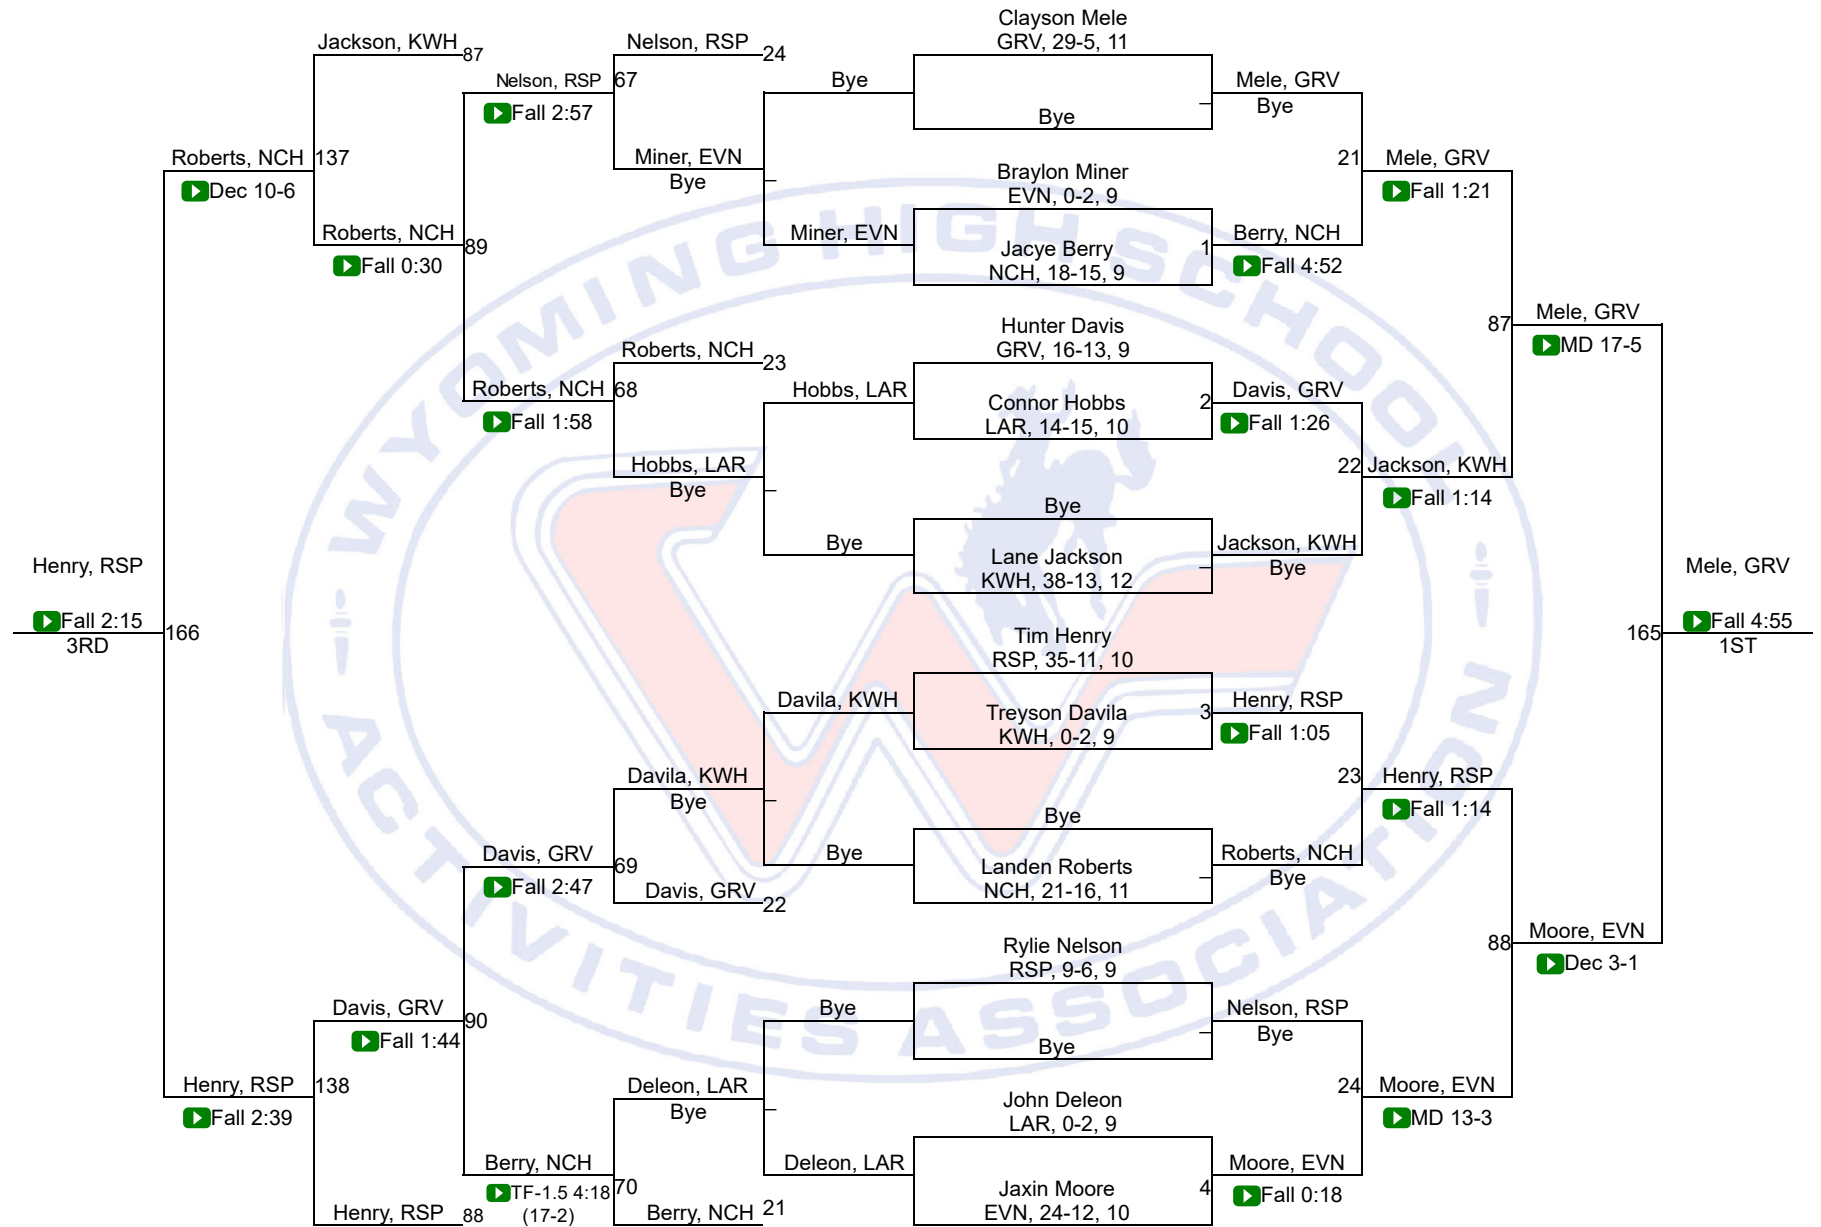 Clayson Mele
GRV, 29-5, 11
Jackson, KWH
87
Nelson, RSP
24
Nelson, RSP
67
Fall 2:57
Bye
Mele, GRV
Bye
Bye
Roberts, NCH
137
Dec 10-6
Miner, EVN
Bye
Braylon Miner
EVN, 0-2, 9
21
Mele, GRV
Fall 1:21
Roberts, NCH
89
Fall 0:30
Miner, EVN
Jacye Berry
NCH, 18-15, 9
1
Berry, NCH
Fall 4:52
Hunter Davis
GRV, 16-13, 9
87
Mele, GRV
MD 17-5
Roberts, NCH
23
Roberts, NCH
68
Fall 1:58
Hobbs, LAR
Connor Hobbs
LAR, 14-15, 10
2
Davis, GRV
Fall 1:26
Hobbs, LAR
Bye
22
Jackson, KWH
Fall 1:14
Bye
Bye
Lane Jackson
KWH, 38-13, 12
Jackson, KWH
Bye
Henry, RSP
Fall 2:15
3RD
166
Mele, GRV
165
Fall 4:55
1ST
Tim Henry
RSP, 35-11, 10
Davila, KWH
Treyson Davila
KWH, 0-2, 9
3
Henry, RSP
Fall 1:05
Davila, KWH
Bye
23
Henry, RSP
Fall 1:14
Bye
Bye
Landen Roberts
NCH, 21-16, 11
Roberts, NCH
Bye
Davis, GRV
69
Fall 2:47
Davis, GRV
22
Rylie Nelson
RSP, 9-6, 9
88
Moore, EVN
Dec 3-1
Davis, GRV
90
Fall 1:44
Bye
Bye
Nelson, RSP
Bye
Henry, RSP
138
Fall 2:39
Deleon, LAR
Bye
John Deleon
LAR, 0-2, 9
24
Moore, EVN
MD 13-3
Berry, NCH
70
TF-1.5 4:18
(17-2)
Deleon, LAR
Jaxin Moore
EVN, 24-12, 10
4
Moore, EVN
Fall 0:18
Henry, RSP
88
Berry, NCH
21
WYOMING HIGH SCHOOL
ACTIVITIES ASSOCIATION